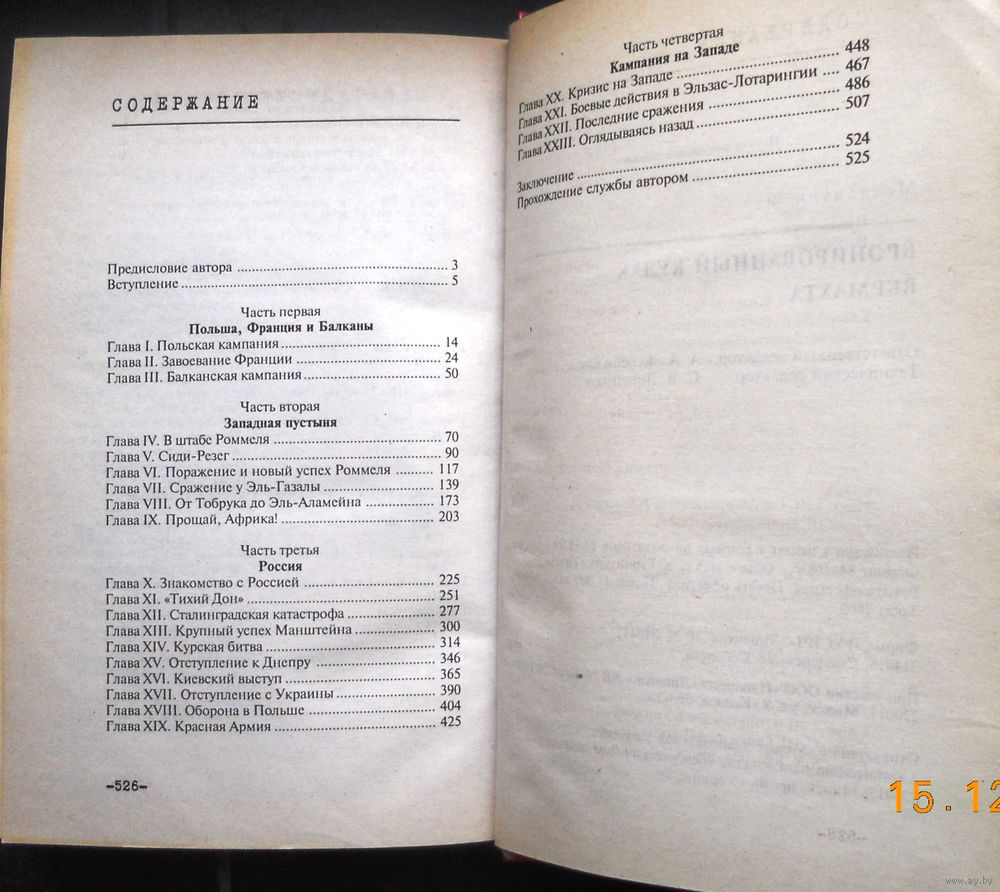 СОДЕРЖАНИЕ
Предисловие автора ........ 3
Вступление ........ 5
Часть первая
Польша, Франция и Балканы
Глава I. Польская кампания ........ 14
Глава II. Завоевание Франции ........ 24
Глава III. Балканская кампания ........ 50
Часть вторая
Западная пустыня
Глава IV. В штабе Роммеля ........ 70
Глава V. Сиди-Резег ........ 90
Глава VI. Поражение и новый успех Роммеля ........ 117
Глава VII. Сражение у Эль-Газалы ........ 139
Глава VIII. От Тобрука до Эль-Аламейна ........ 173
Глава IX. Прощай, Африка! ........ 203
Часть третья
Россия
Глава X. Знакомство с Россией ........ 225
Глава XI. «Тихий Дон» ........ 251
Глава XII. Сталинградская катастрофа ........ 277
Глава XIII. Крупный успех Манштейна ........ 300
Глава XIV. Курская битва ........ 314
Глава XV. Отступление к Днепру ........ 346
Глава XVI. Киевский выступ ........ 365
Глава XVII. Отступление с Украины ........ 390
Глава XVIII. Оборона в Польше ........ 404
Глава XIX. Красная Армия ........ 425
–526–
Часть четвертая
Кампания на Западе
Глава XX. Кризис на Западе ........ 448
Глава XXI. Боевые действия в Эльзас-Лотарингии .... 467
Глава XXII. Последние сражения ........ 486
Глава XXIII. Оглядываясь назад ........ 507
Заключение ........ 524
Прохождение службы автором ........ 525
БРОНИРОВАННЫЙ КУЛАК
ВЕРМАХТА
15.12
www.ay.by